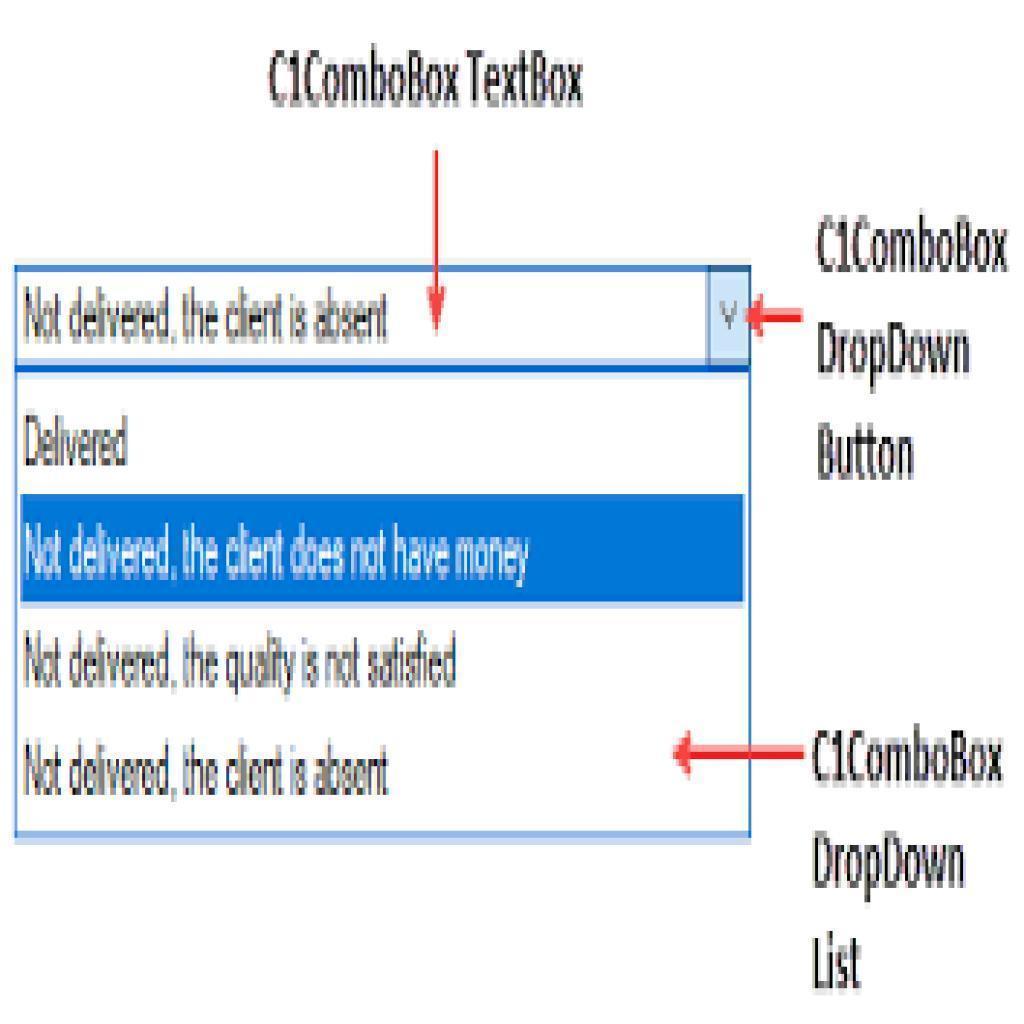 C1ComboBox TextBox
C1ComboBox
DropDown
Button
Not delivered, the client is absent
Delivered
Not delivered, the client does not have money
Not delivered, the quality is not satisfied
Not delivered, the client is absent
C1ComboBox
DropDown
List